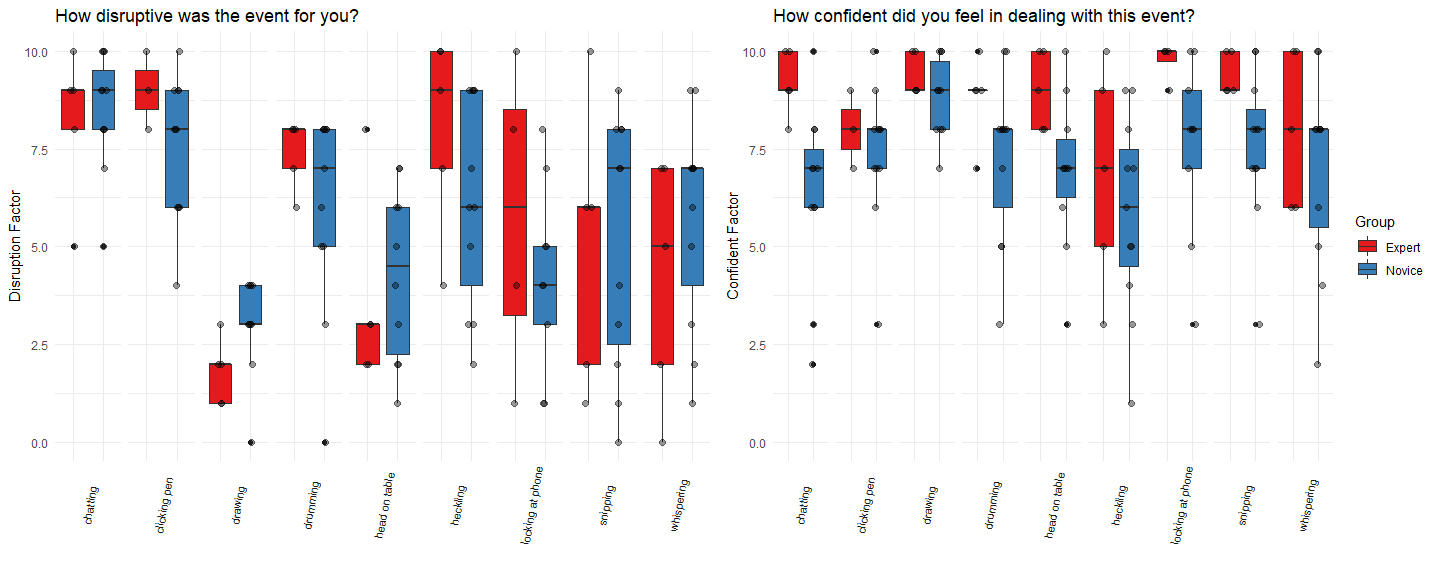 How disruptive was the event for you?
Disruption Factor
10.0
7.5
5.0
2.5
0.0
chatting
clicking pen
drawing
drumming
head on table
heckling
looking at phone
snipping
whispering
How confident did you feel in dealing with this event?
Confident Factor
10.0
7.5
5.0
2.5
0.0
chatting
clicking pen
drawing
drumming
head on table
heckling
looking at phone
snipping
whispering
Group
Expert
Novice